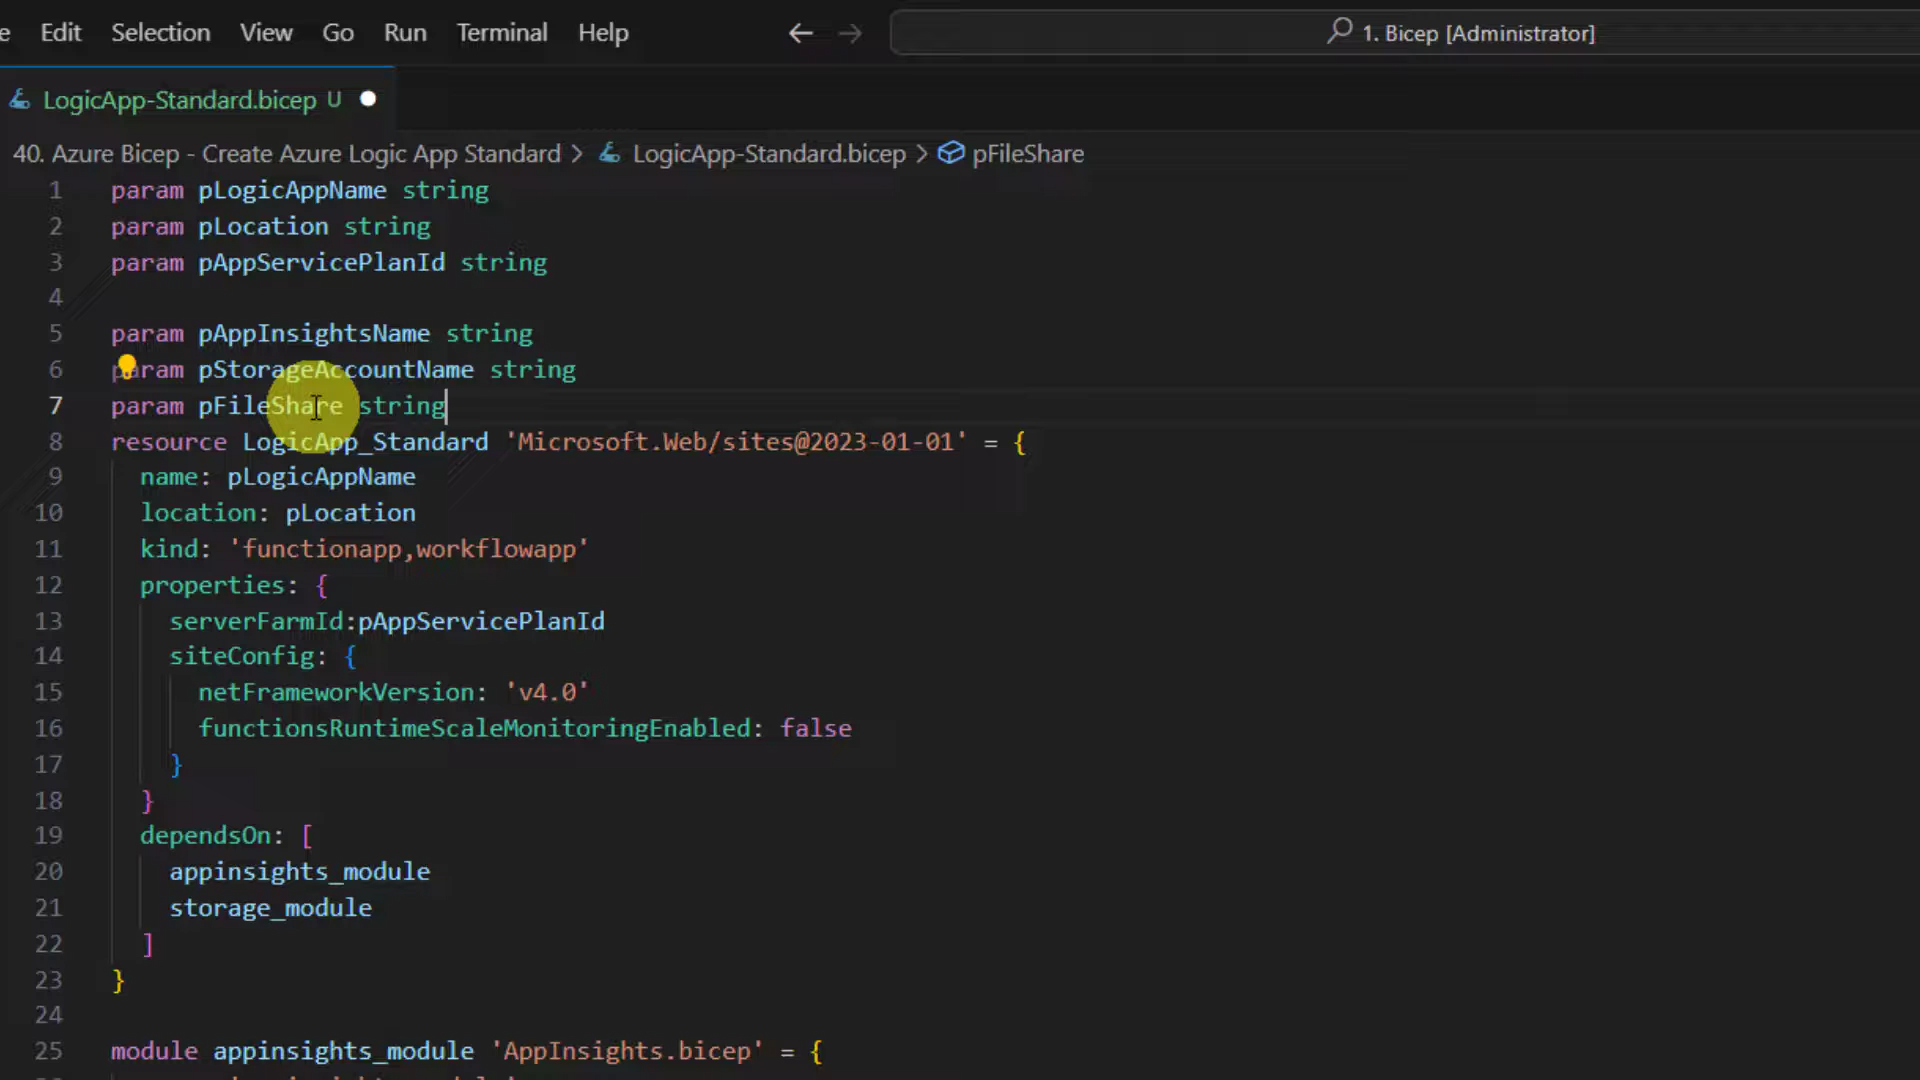 Edit Selection View Go Run Terminal Help 1. Bicep [Administrator]
LogicApp-Standard.bicep U
40. Azure Bicep - Create Azure Logic App Standard > LogicApp-Standard.bicep > pFileShare
1 param pLogicAppName string
2 param pLocation string
3 param pAppServicePlanId string
4
5 param pAppInsightsName string
6 param pStorageAccountName string
7 param pFileShare string
8 resource LogicApp_Standard 'Microsoft.Web/sites@2023-01-01' = {
9 name: pLogicAppName
10 location: pLocation
11 kind: 'functionapp,workflowapp'
12 properties: {
13 serverFarmId:pAppServicePlanId
14 siteConfig: {
15 netFrameworkVersion: 'v4.0'
16 functionsRuntimeScaleMonitoringEnabled: false
17 }
18 }
19 dependsOn: [
20 appinsights_module
21 storage_module
22 ]
23 }
24
25 module appinsights_module 'AppInsights.bicep' = {